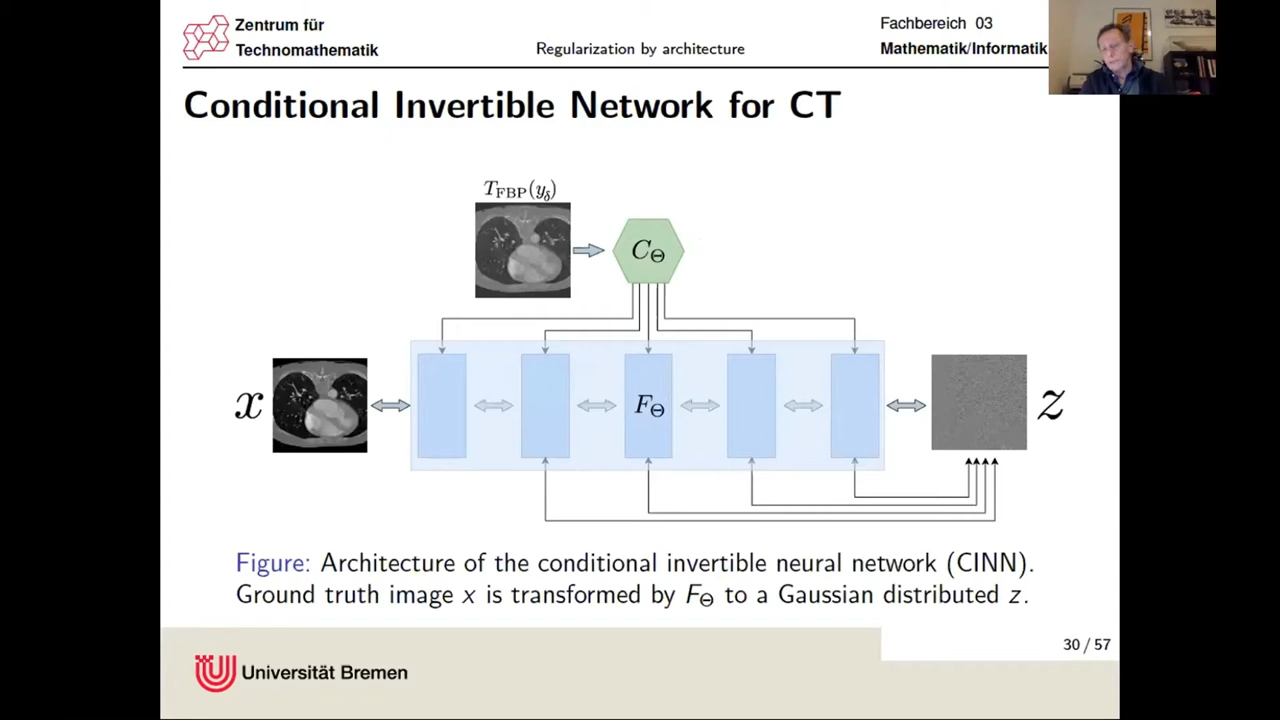 Zentrum für
Technomathematik
Regularization by architecture
Fachbereich 03
Mathematik/Informatik
Conditional Invertible Network for CT
T_FBP(y_δ)
C_Θ
x
F_Θ
z
Figure: Architecture of the conditional invertible neural network (CINN).
Ground truth image x is transformed by F_Θ to a Gaussian distributed z.
30 / 57
Universität Bremen